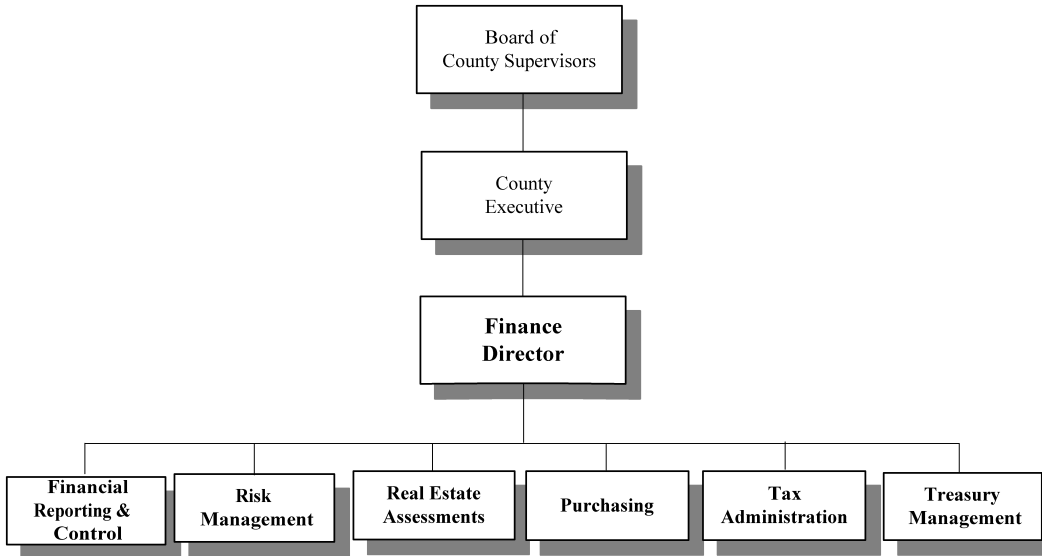 Board of
County Supervisors
County
Executive
Finance
Director
Financial
Reporting &
Control
Risk
Management
Real Estate
Assessments
Purchasing
Tax
Administration
Treasury
Management